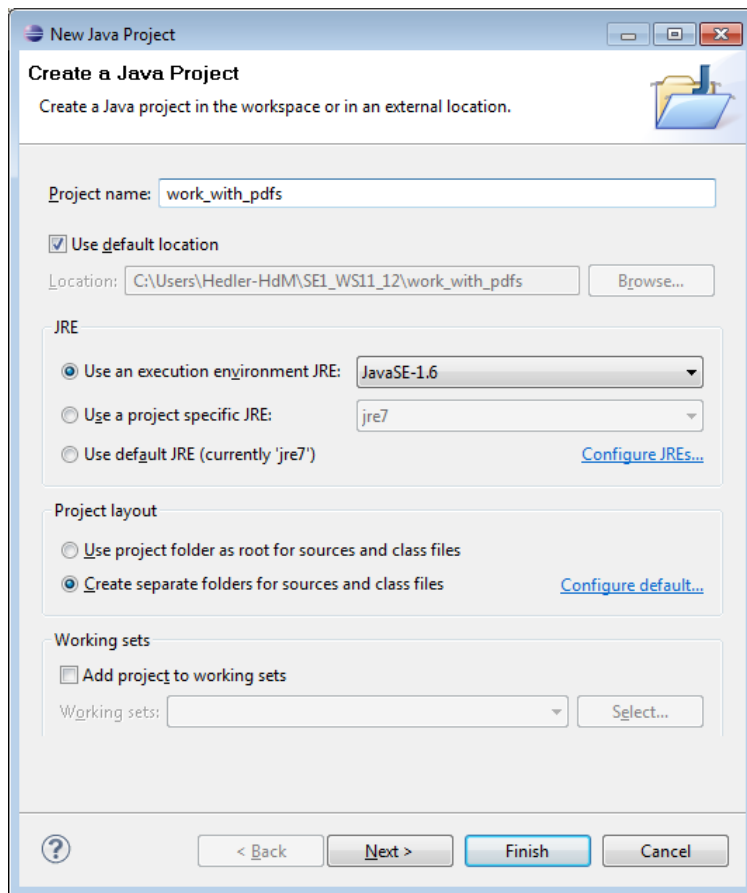 New Java Project
Create a Java Project
Create a Java project in the workspace or in an external location.
Project name: work_with_pdfs
Use default location
Location: C:\Users\Hedler-HdM\SE1_WS11_12\work_with_pdfs Browse...
JRE
Use an execution environment JRE: JavaSE-1.6
Use a project specific JRE: jre7
Use default JRE (currently 'jre7') Configure JREs...
Project layout
Use project folder as root for sources and class files
Create separate folders for sources and class files Configure default...
Working sets
Add project to working sets
Working sets: Select...
? < Back Next > Finish Cancel